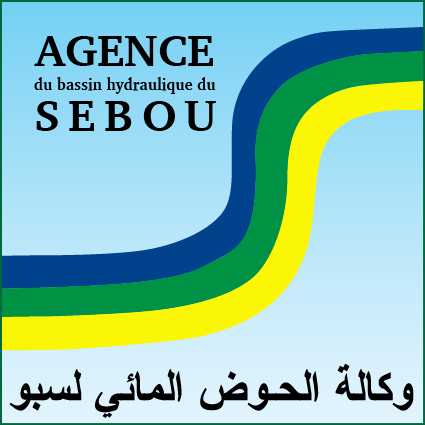 AGENCE
du bassin hydraulique du
SEBOU
وكالة الحوض المائي لسبو